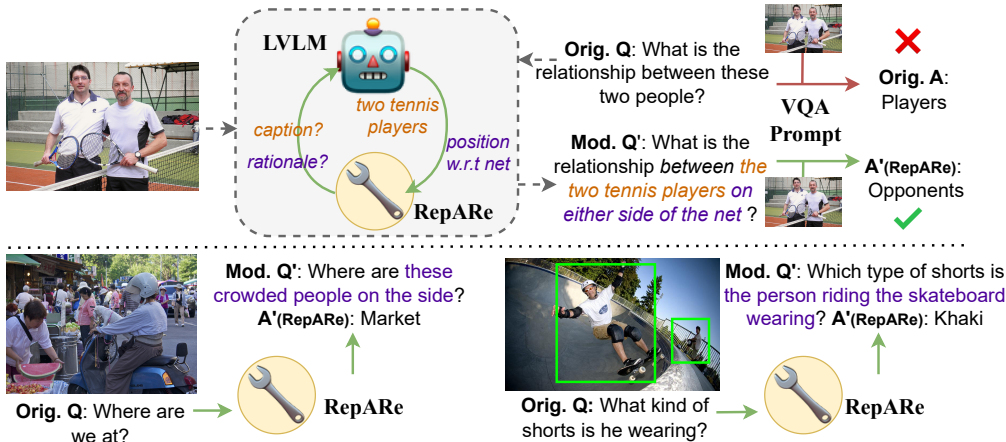 LVLM
caption?
rationale?
two tennis
players
position
w.r.t net
RepARe
Orig. Q: What is the
relationship between these
two people?
Mod. Q': What is the
relationship between the
two tennis players on
either side of the net ?
VQA
Prompt
Orig. A:
Players
A'(RepARe):
Opponents
Mod. Q': Where are these
crowded people on the side?
A'(RepARe): Market
Orig. Q: Where are
we at?
RepARe
Mod. Q': Which type of shorts is
the person riding the skateboard
wearing? A'(RepARe): Khaki
Orig. Q: What kind of
shorts is he wearing?
RepARe